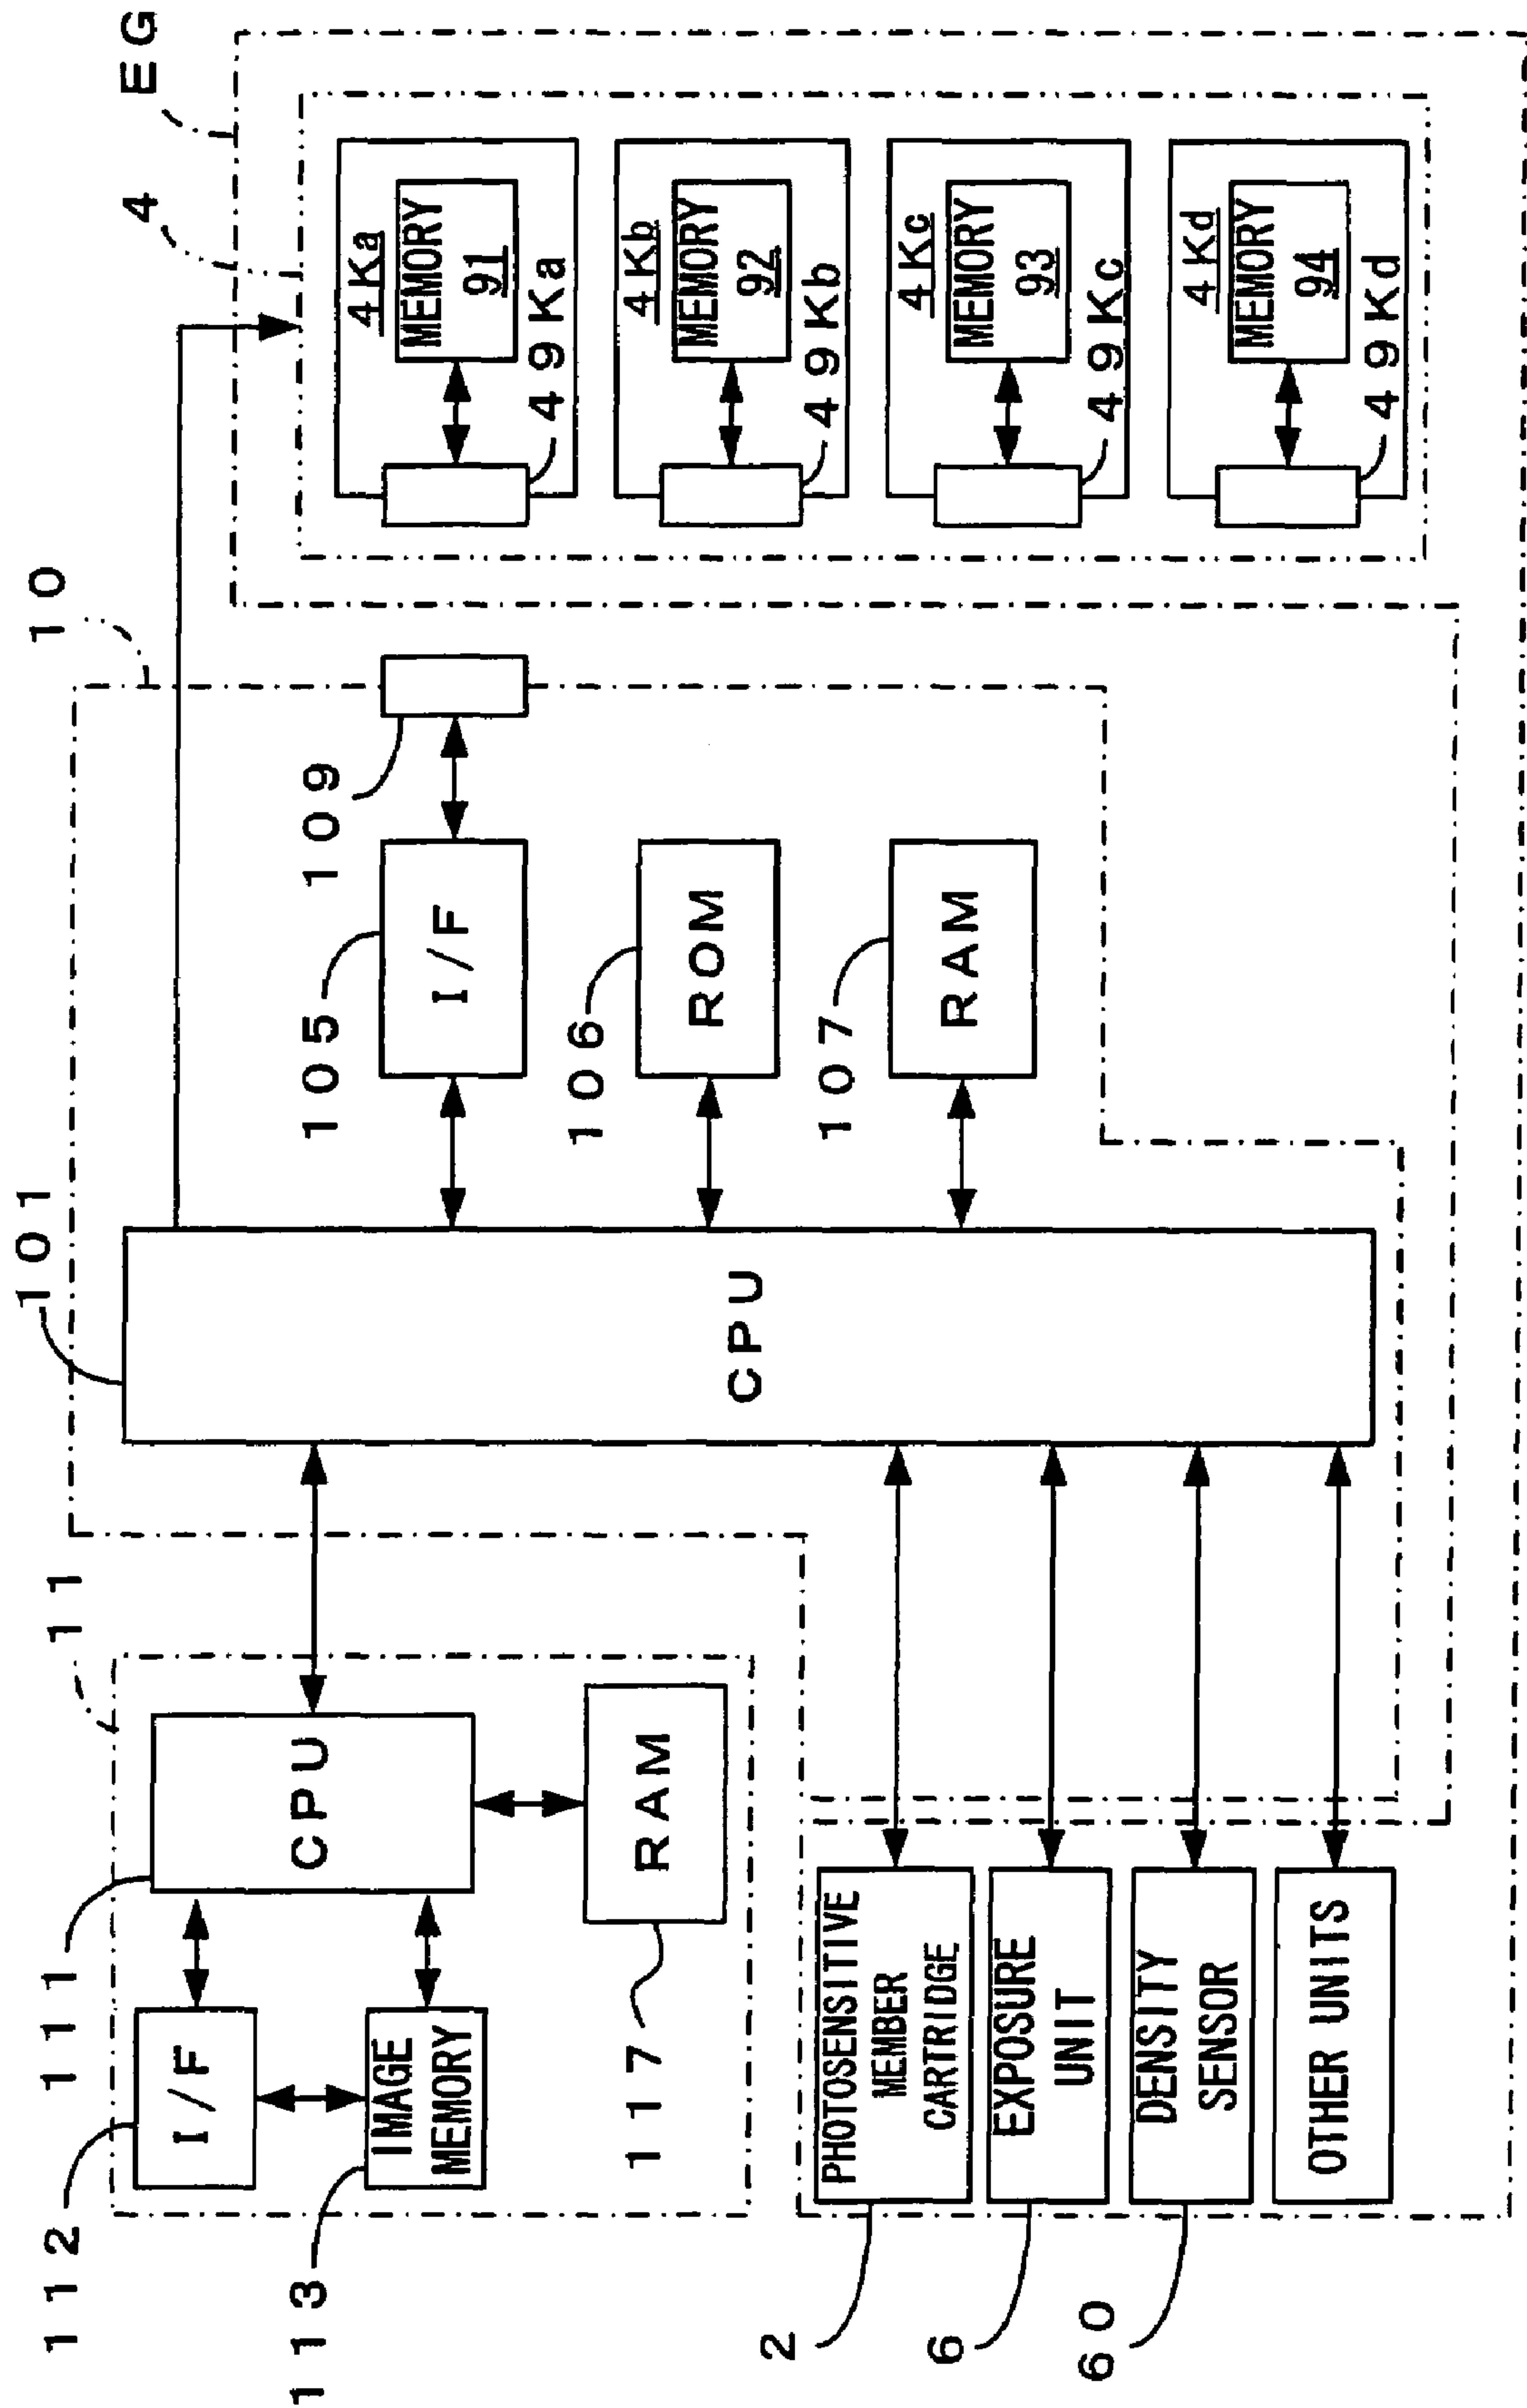 112
111
11
I/F
CPU
113
IMAGE
MEMORY
RAM
117
101
10
CPU
105
109
I/F
106
ROM
107
RAM
4
EG
4Ka
MEMORY
91
49Ka
4Kb
MEMORY
92
49Kb
4Kc
MEMORY
93
49Kc
4Kd
MEMORY
94
49Kd
2
PHOTOSENSITIVE
MEMBER
CARTRIDGE
6
EXPOSURE
UNIT
60
DENSITY
SENSOR
OTHER UNITS